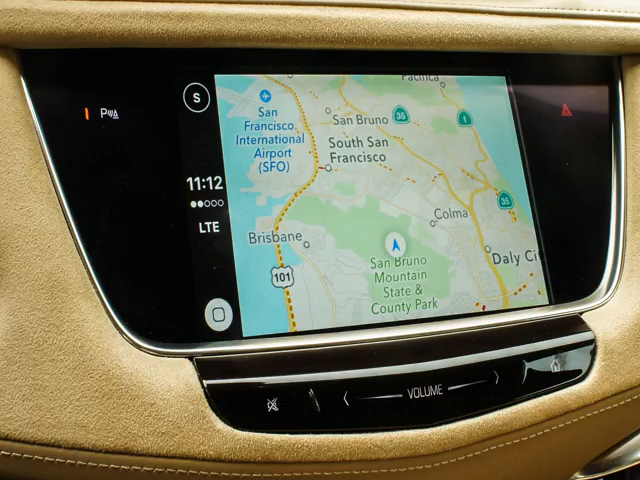 S
Pacifica
San
Francisco
International
Airport
(SFO)
San Bruno
35
1
South San
Francisco
11:12
LTE
Colma
35
Brisbane
Daly Cit
101
San Bruno
Mountain
State &
County Park
P
VOLUME